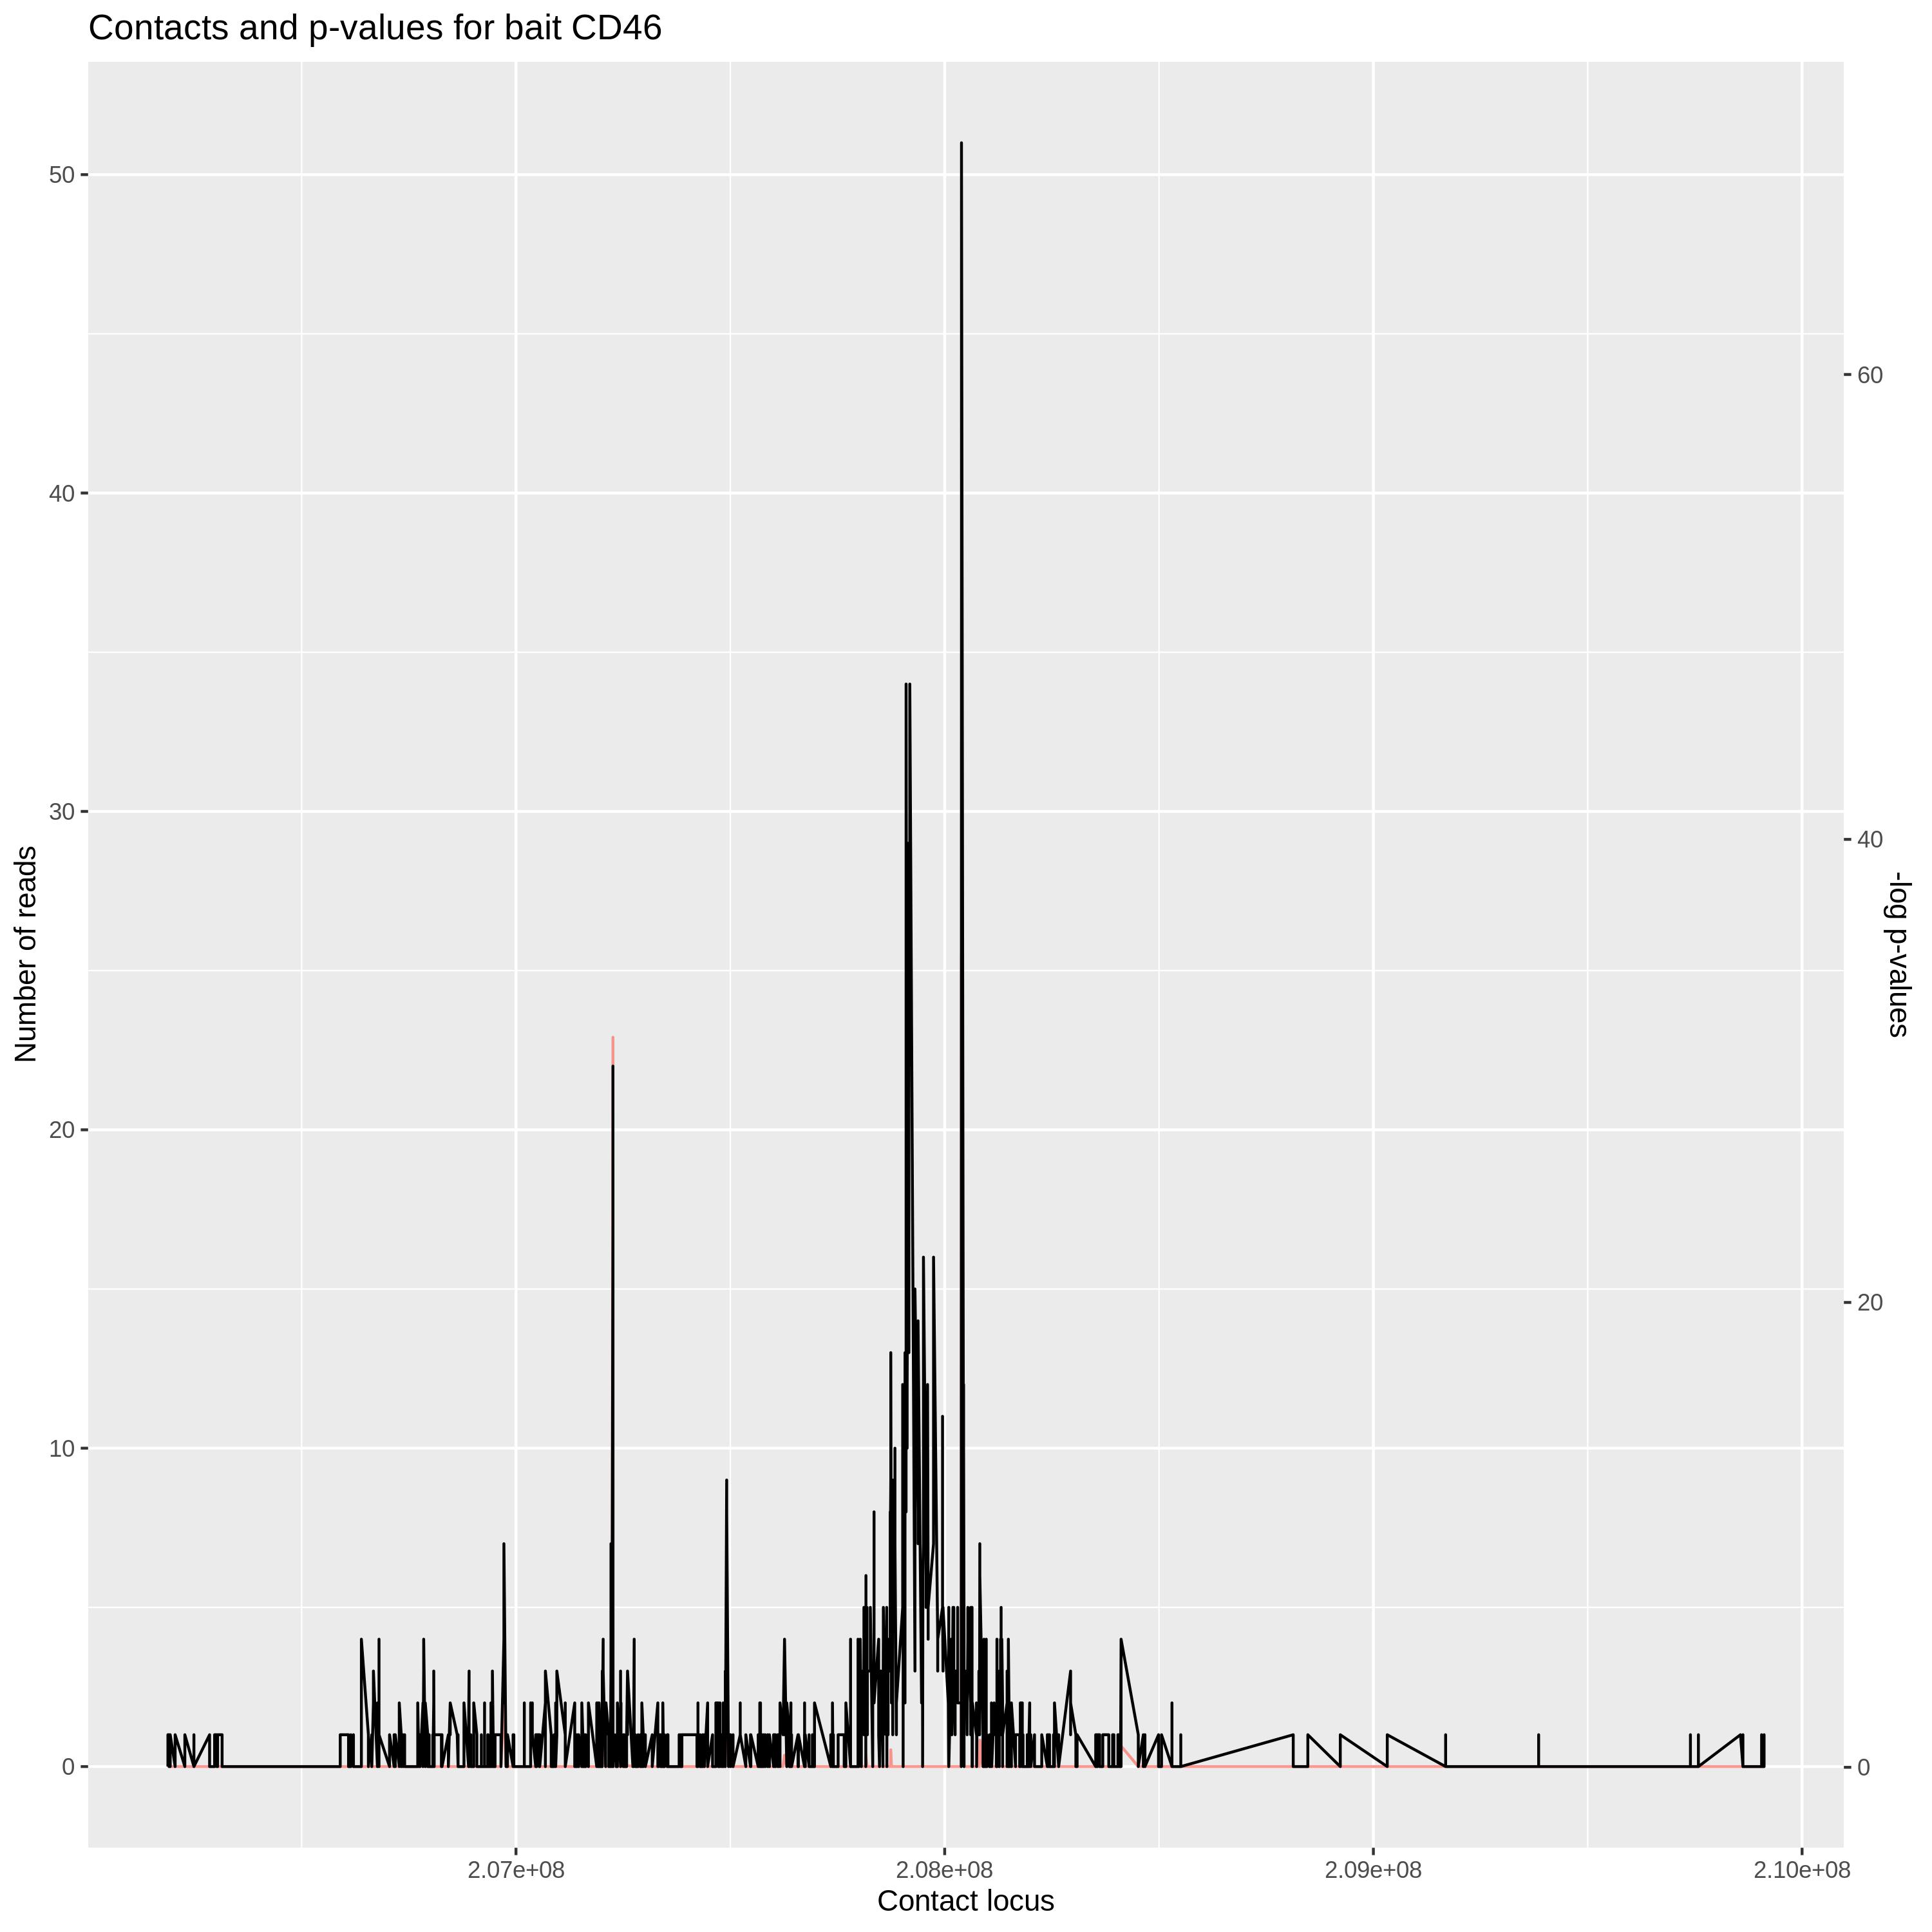 Contacts and p-values for bait CD46
50
40
30
20
10
0
Number of reads
60
40
20
0
-log p-values
2.07e+08 2.08e+08 2.09e+08 2.10e+08
Contact locus